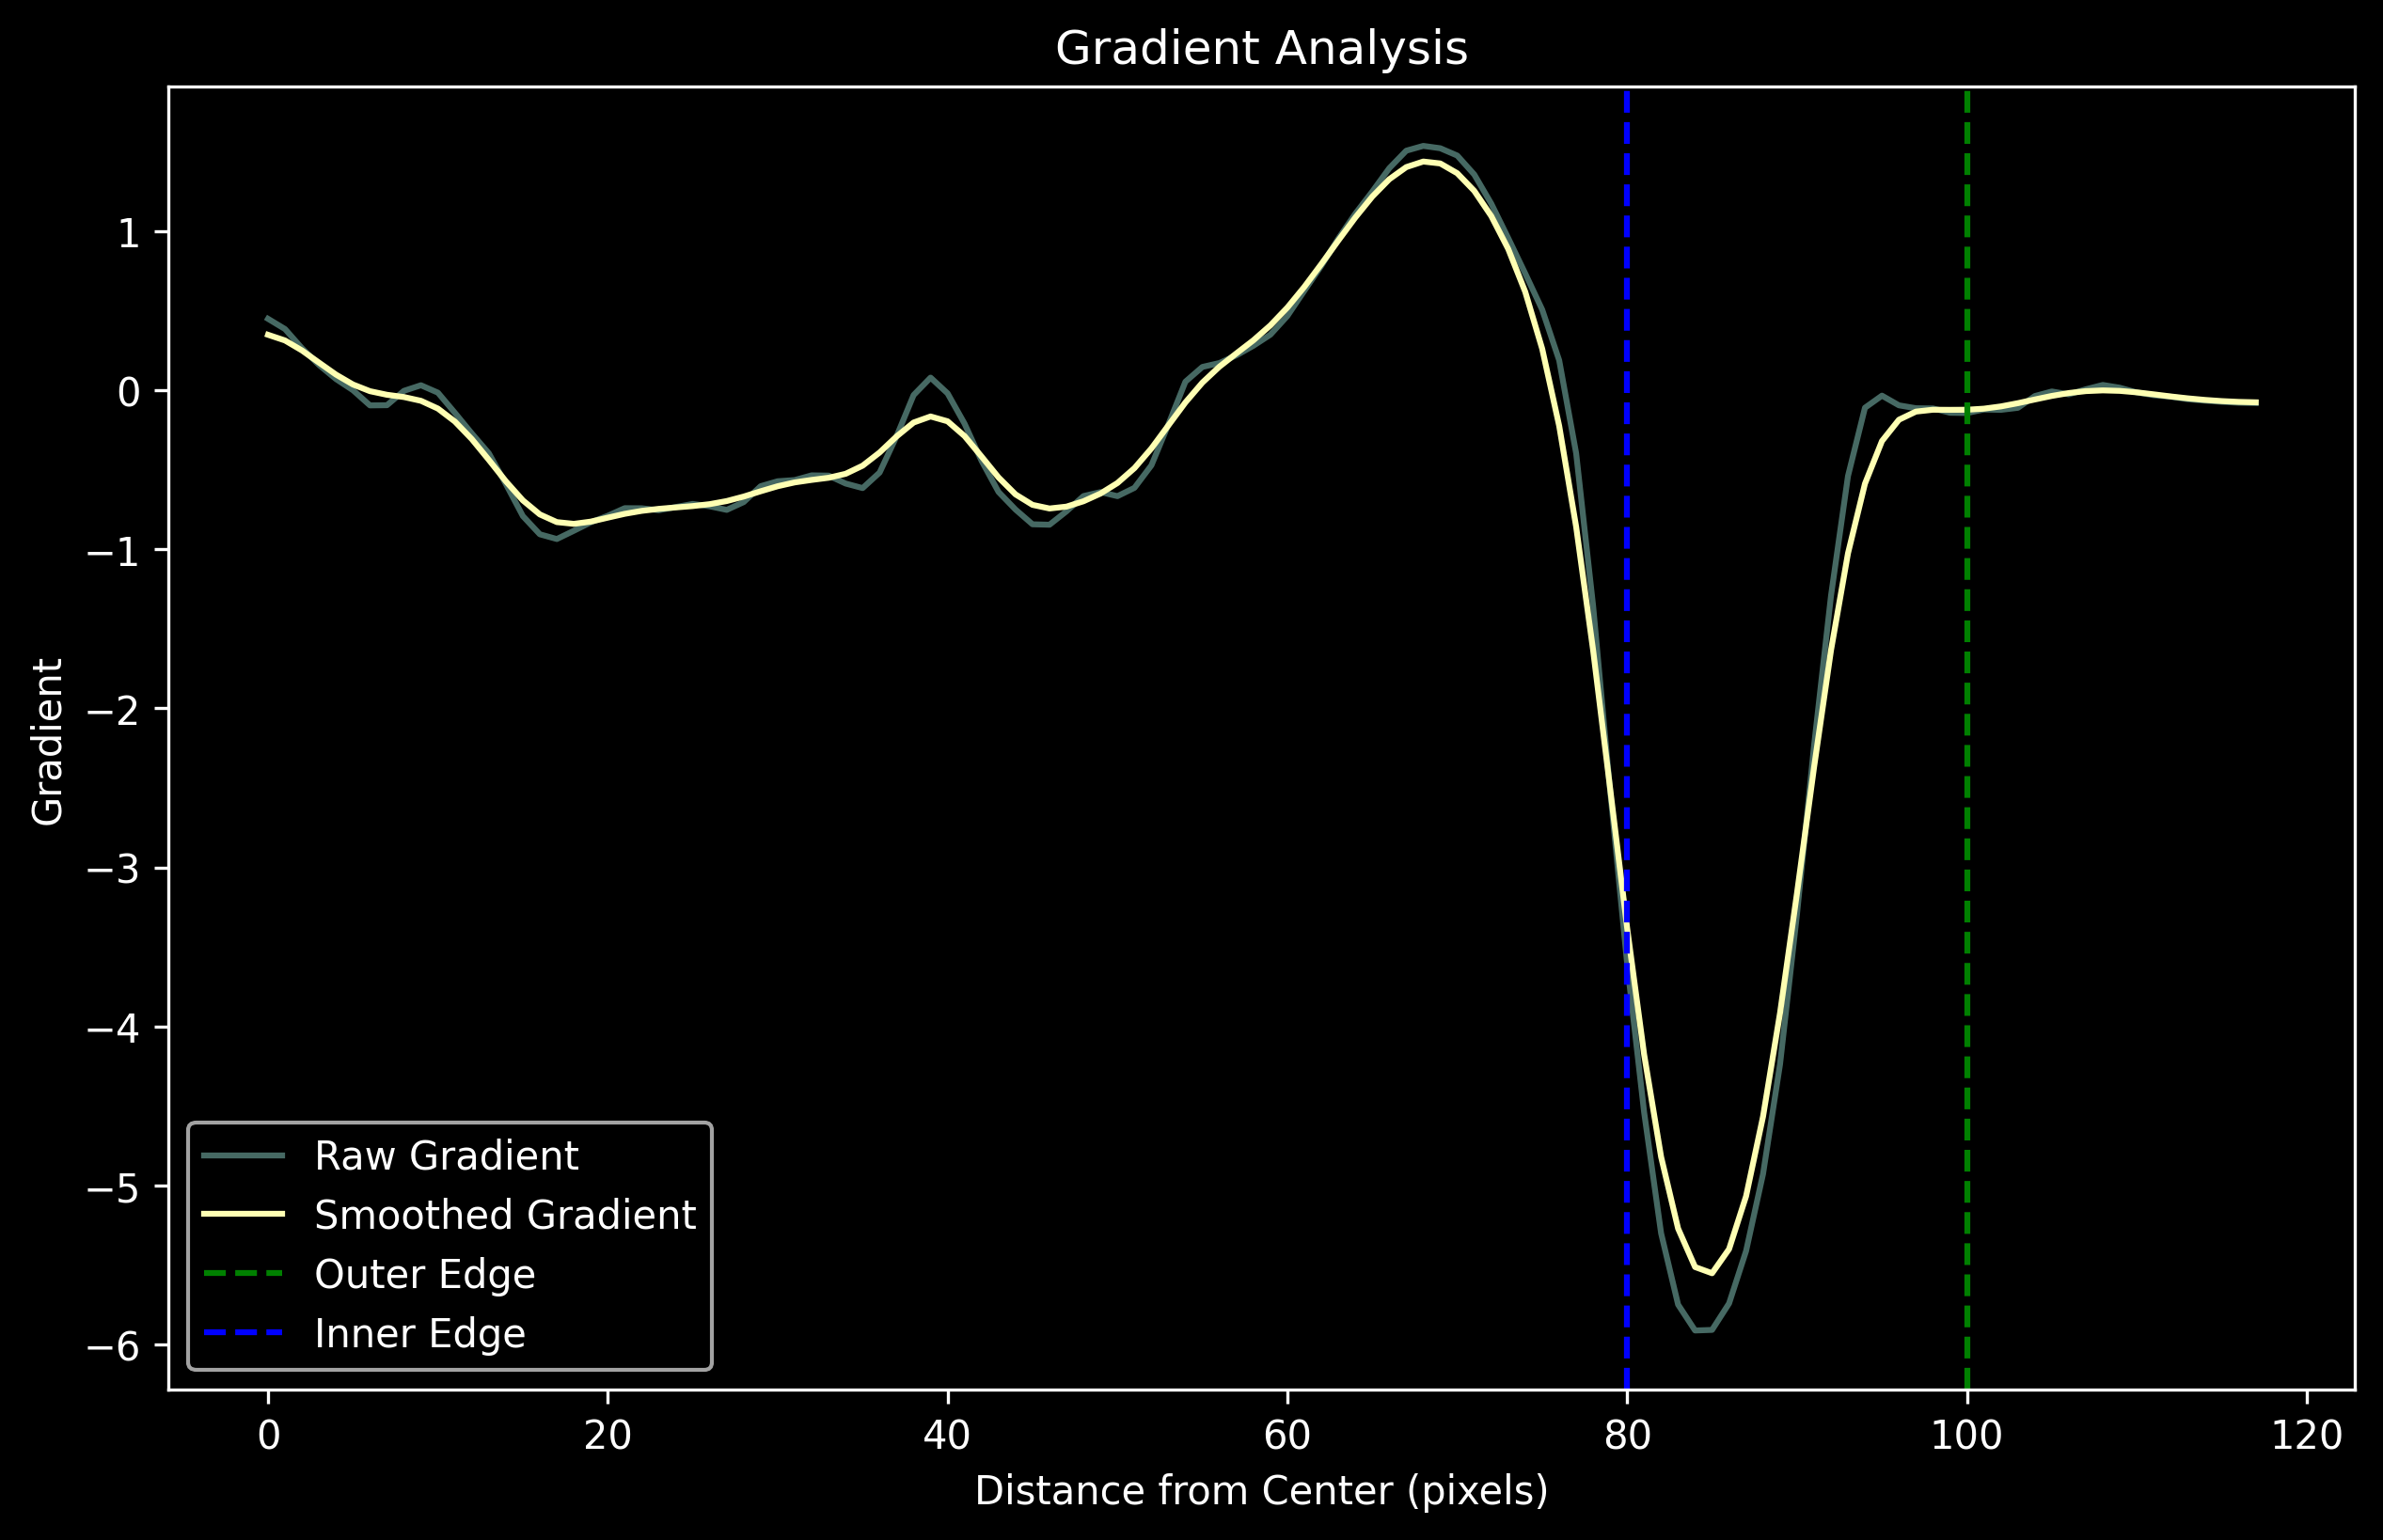 Gradient Analysis
Gradient
1
0
−1
−2
−3
−4
−5
−6
Raw Gradient
Smoothed Gradient
Outer Edge
Inner Edge
0 20 40 60 80 100 120
Distance from Center (pixels)